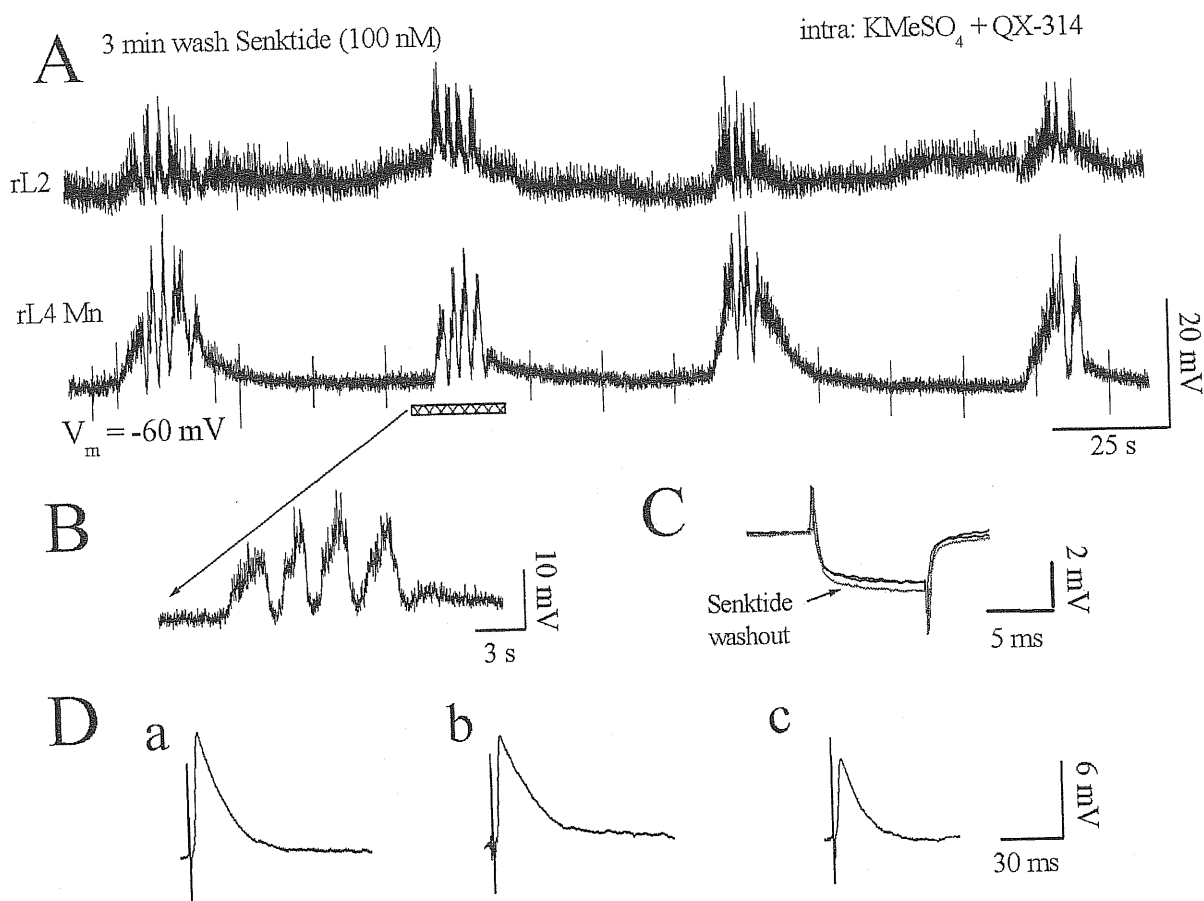 A
3 min wash Senktide (100 nM)
intra: KMeSO₄ + QX-314
rL2
rL4 Mn
20 mV
Vₘ = -60 mV
25 s
B
10 mV
3 s
C
2 mV
Senktide
washout
5 ms
D
a
b
c
6 mV
30 ms